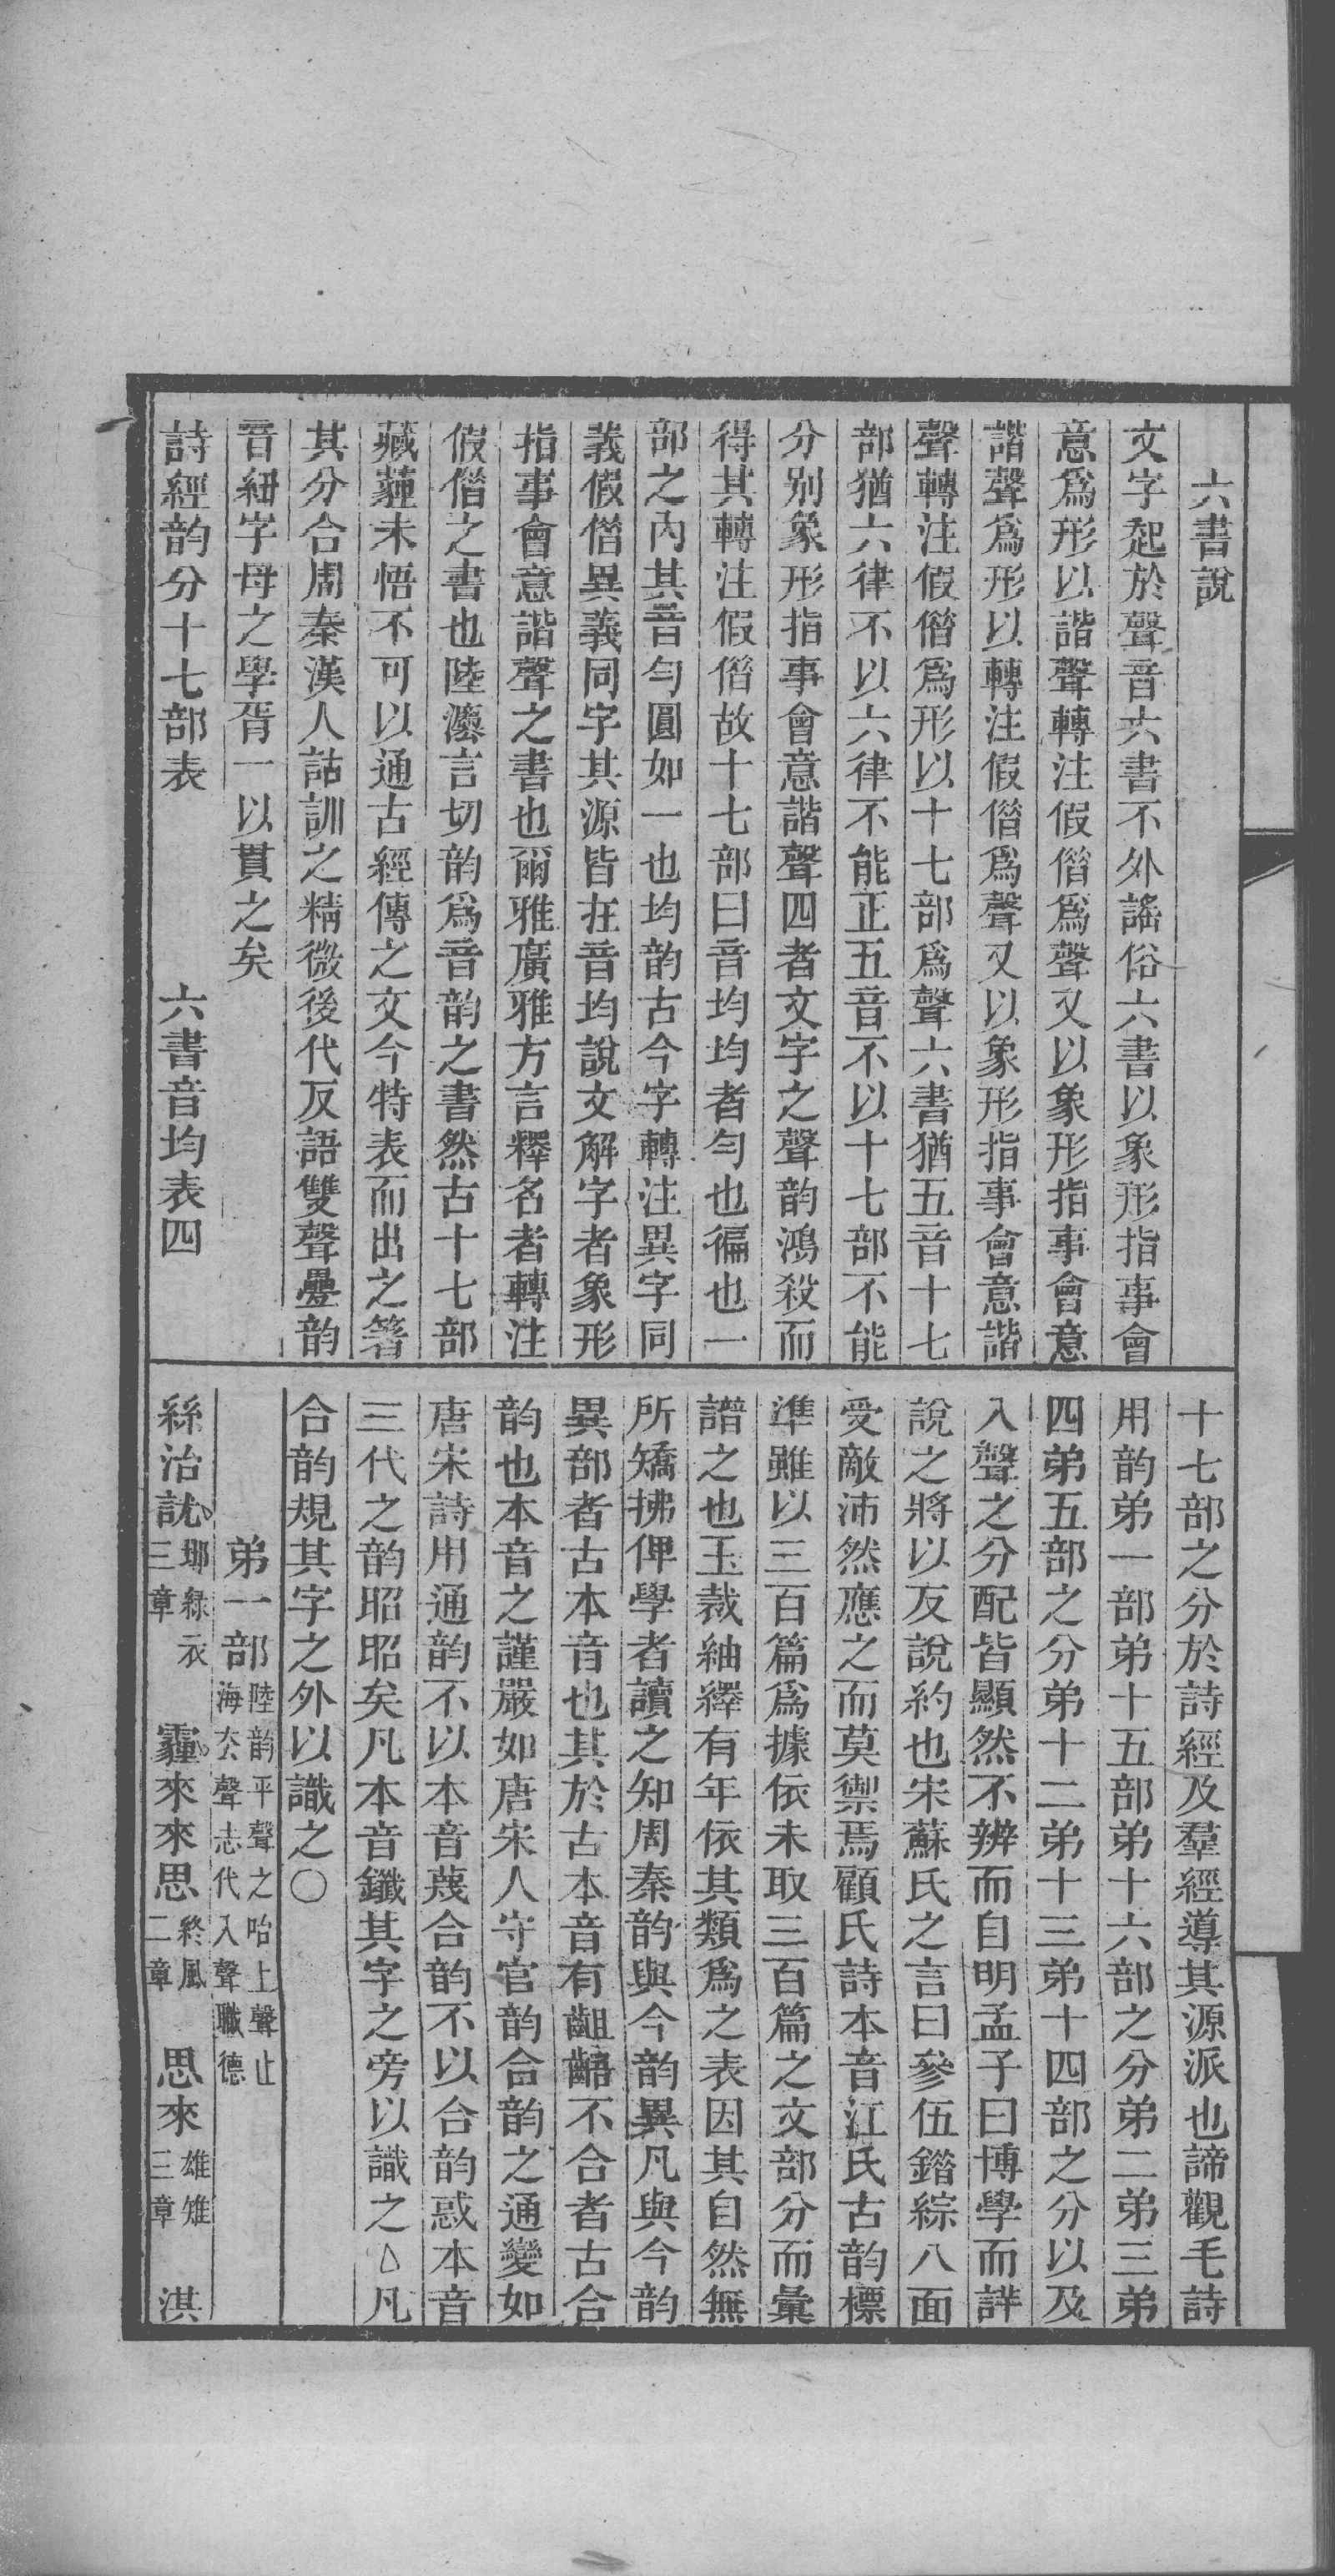 六書說
文字起於聲音六書不外謠俗六書以象形指事會
意爲形以諧聲轉注假僭爲聲又以象形指事會意
諧聲爲形以轉注假僭爲聲又以象形指事會意諧
聲轉注假僭爲形以十七部爲聲六書猶五音十七
部猶六律不以六律不能正五音不以十七部不能
分别象形指事會意諧聲四者文字之聲韵鴻殺而
得其轉注假僭故十七部曰音均均者勻也徧也一
部之內其音勻圓如一也均韵古今字轉注異字同
義假僭異義同字其源皆在音均說文解字者象形
指事會意諧聲之書也爾雅廣雅方言釋名者轉注
假僭之書也陸灋言切韵爲音韵之書然古十七部
藏薶未悟不可以通古經傳之文今特表而出之箸
其分合周秦漢人詁訓之精微後代反語雙聲疊韵
音紐字母之學胥一以貫之矣
詩經韵分十七部表　六書音均表四
十七部之分於詩經及羣經導其源派也諦觀毛詩
用韵弟一部弟十五部弟十六部之分弟二弟三弟
四弟五部之分弟十二弟十三弟十四部之分以及
入聲之分配皆顯然不辨而自明孟子曰博學而詳
說之將以反說約也宋蘇氏之言曰參伍錯綜八面
受敵沛然應之而莫禦焉顧氏詩本音江氏古韵標
準雖以三百篇爲據依未取三百篇之文部分而彙
譜之也玉裁紬繹有年依其類爲之表因其自然無
所矯拂俾學者讀之知周秦韵與今韵異凡與今韵
異部者古本音也其於古本音有齟齬不合者古合
韵也本音之謹嚴如唐宋人守官韵合韵之通變如
唐宋詩用通韵不以本音蔑合韵不以合韵惑本音
三代之韵昭昭矣凡本音鐵其字之旁以識之△凡
合韵規其字之外以識之〇
弟一部　陸韵平聲之咍上聲止
海去聲志代入聲職德
絲治訧　邶綠衣三章　霾來來思　終風二章　思來　雄雉三章　淇